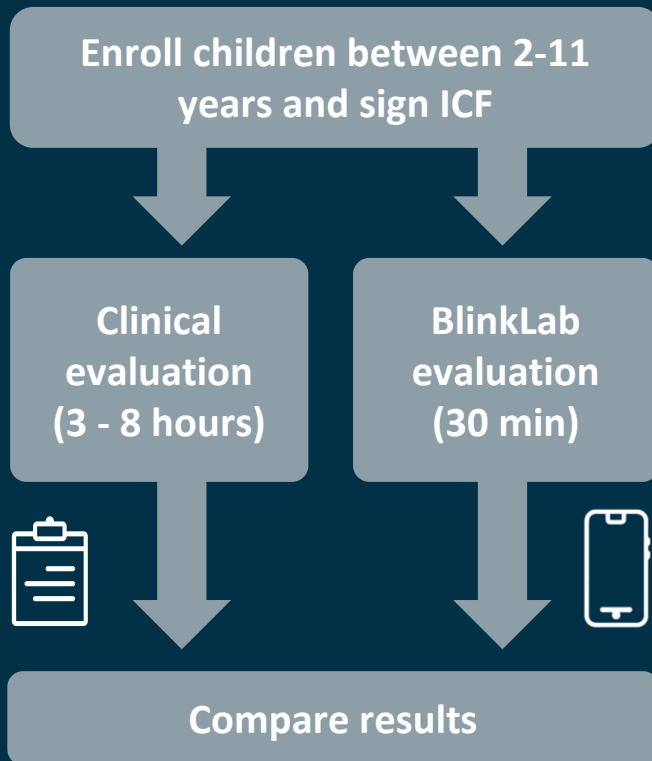 Enroll children between 2-11
years and sign ICF
Clinical
evaluation
(3 - 8 hours)
BlinkLab
evaluation
(30 min)
Compare results